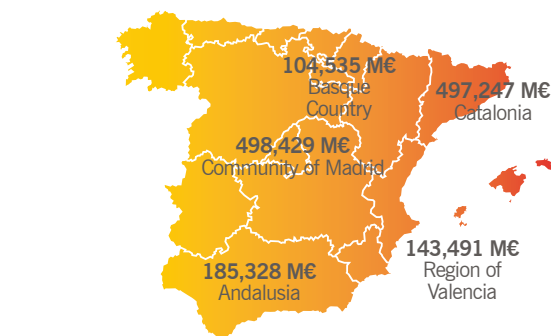 104,535 M€
Basque
Country
497,247 M€
Catalonia
498,429 M€
Community of Madrid
143,491 M€
Region of
Valencia
185,328 M€
Andalusia